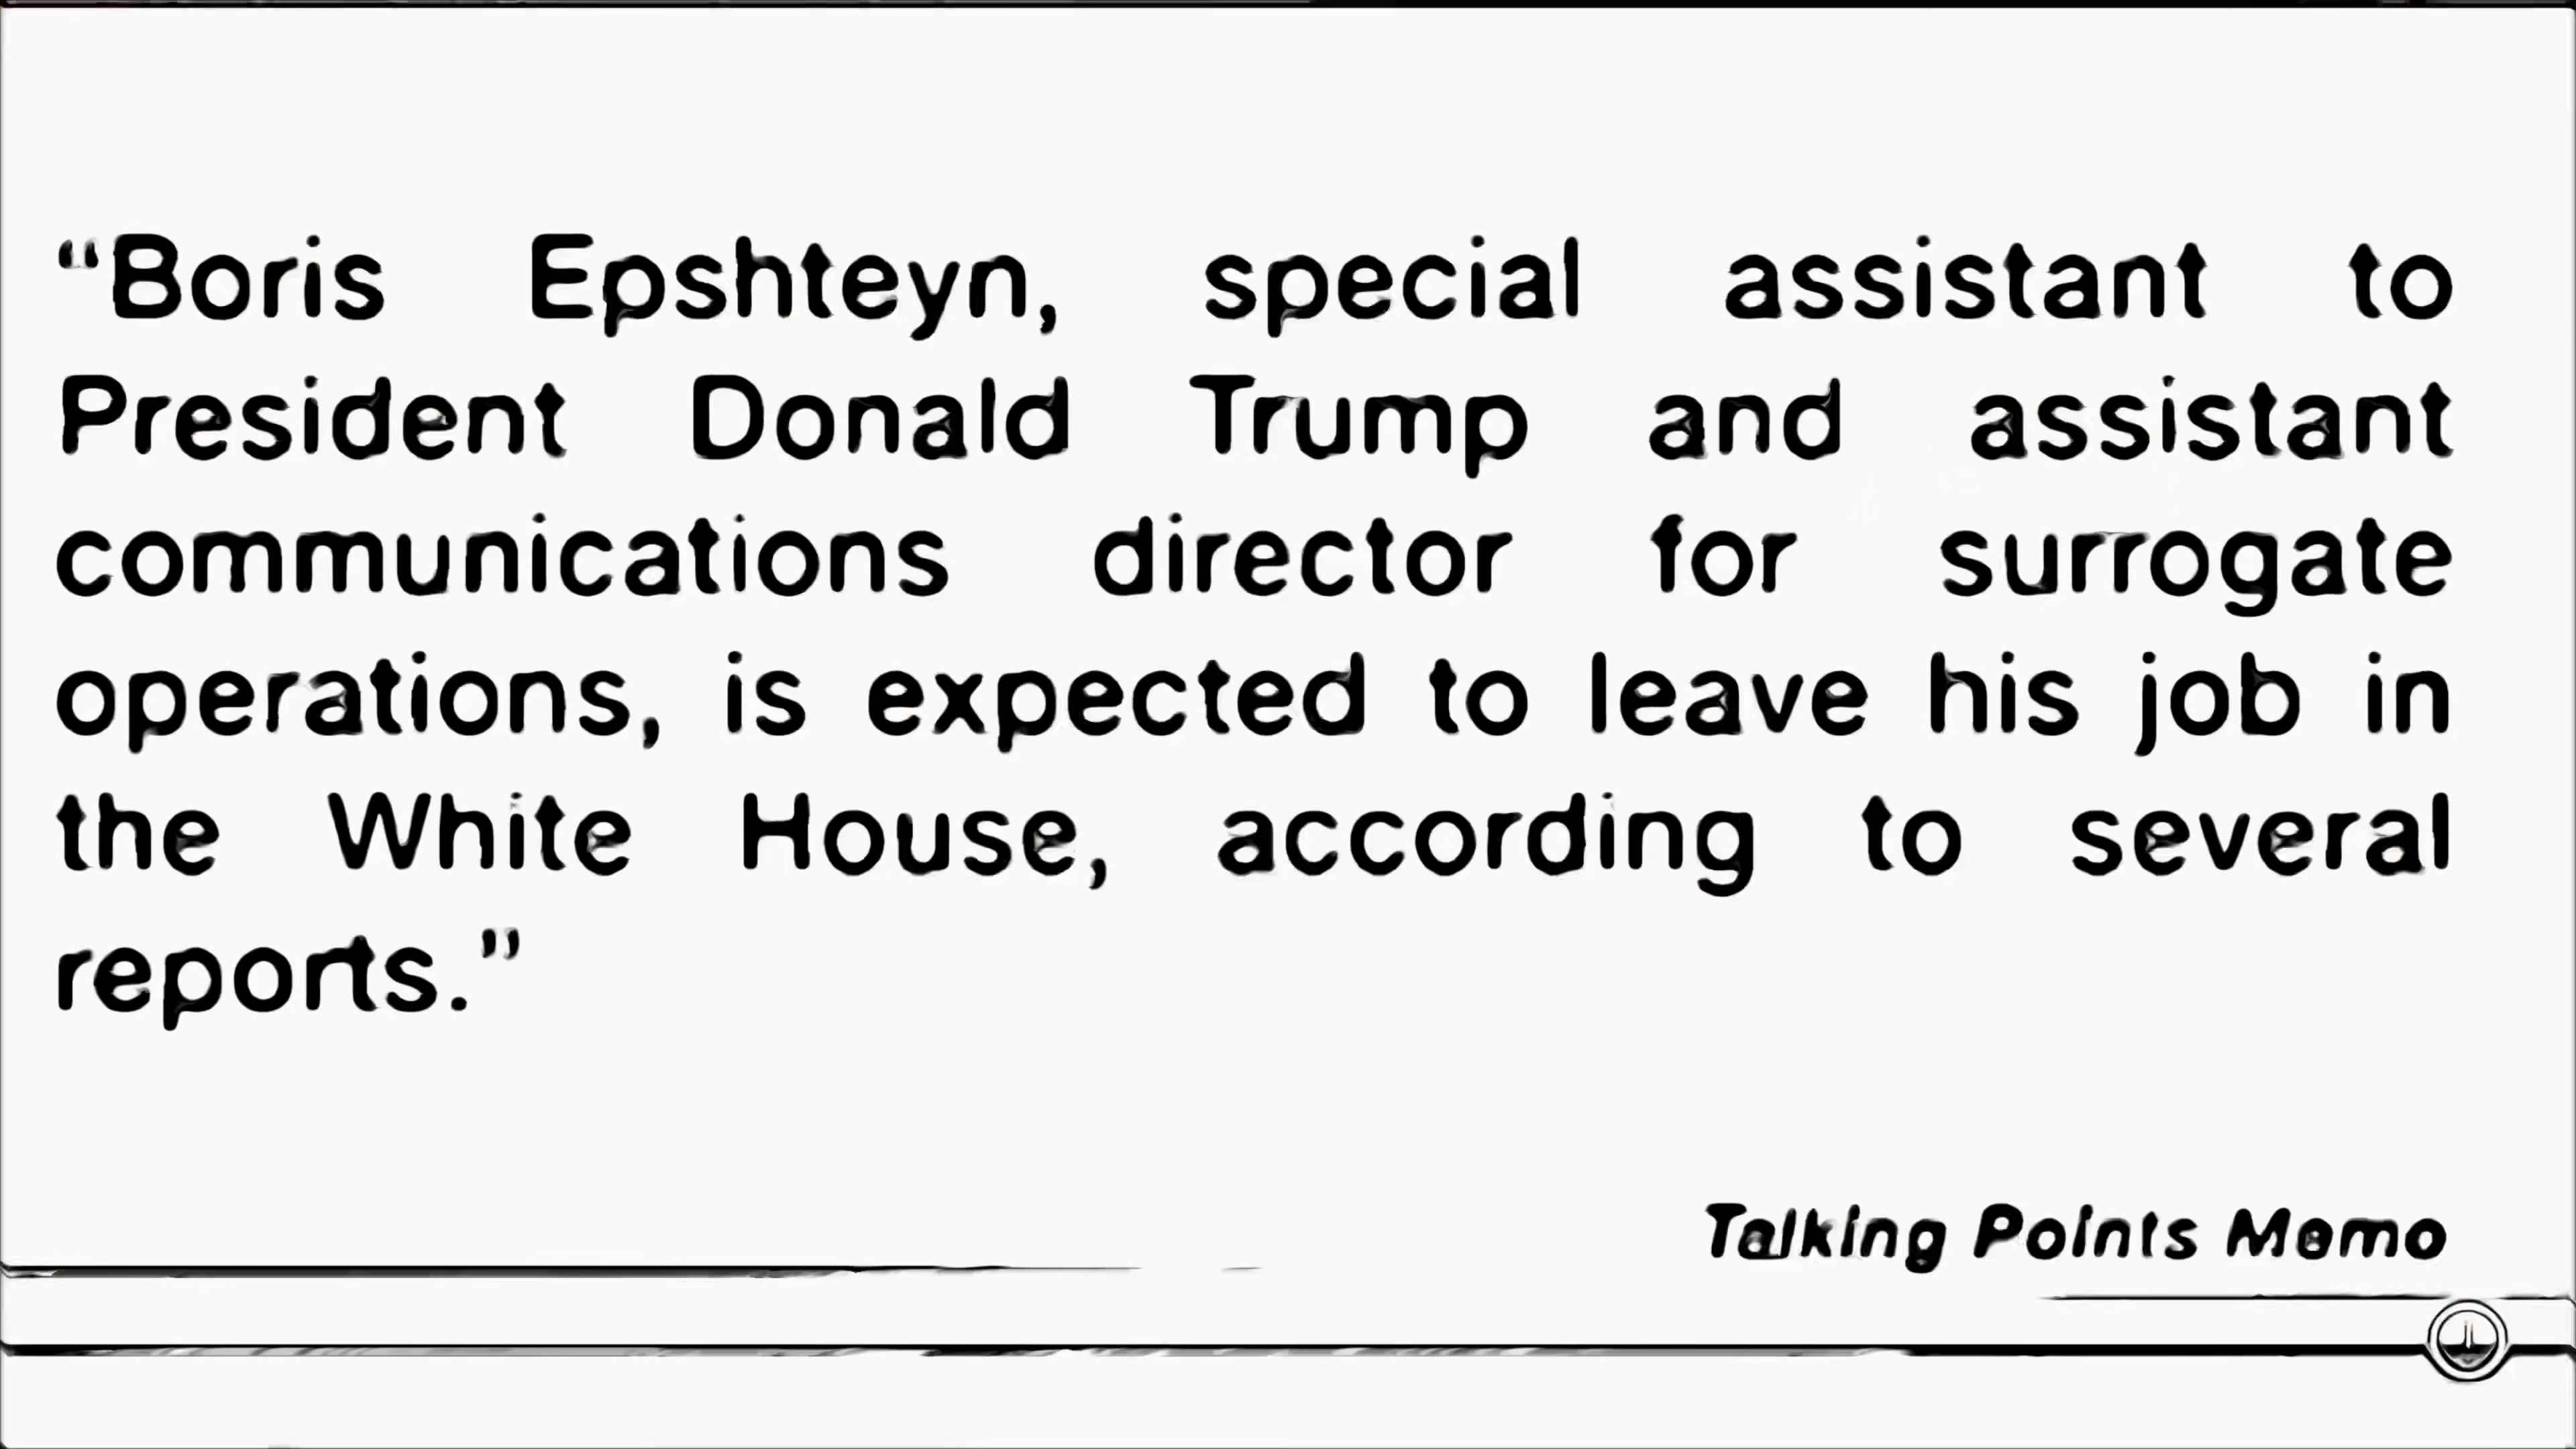 “Boris Epshteyn, special assistant to
President Donald Trump and assistant
communications director for surrogate
operations, is expected to leave his job in
the White House, according to several
reports.”
Talking Points Memo